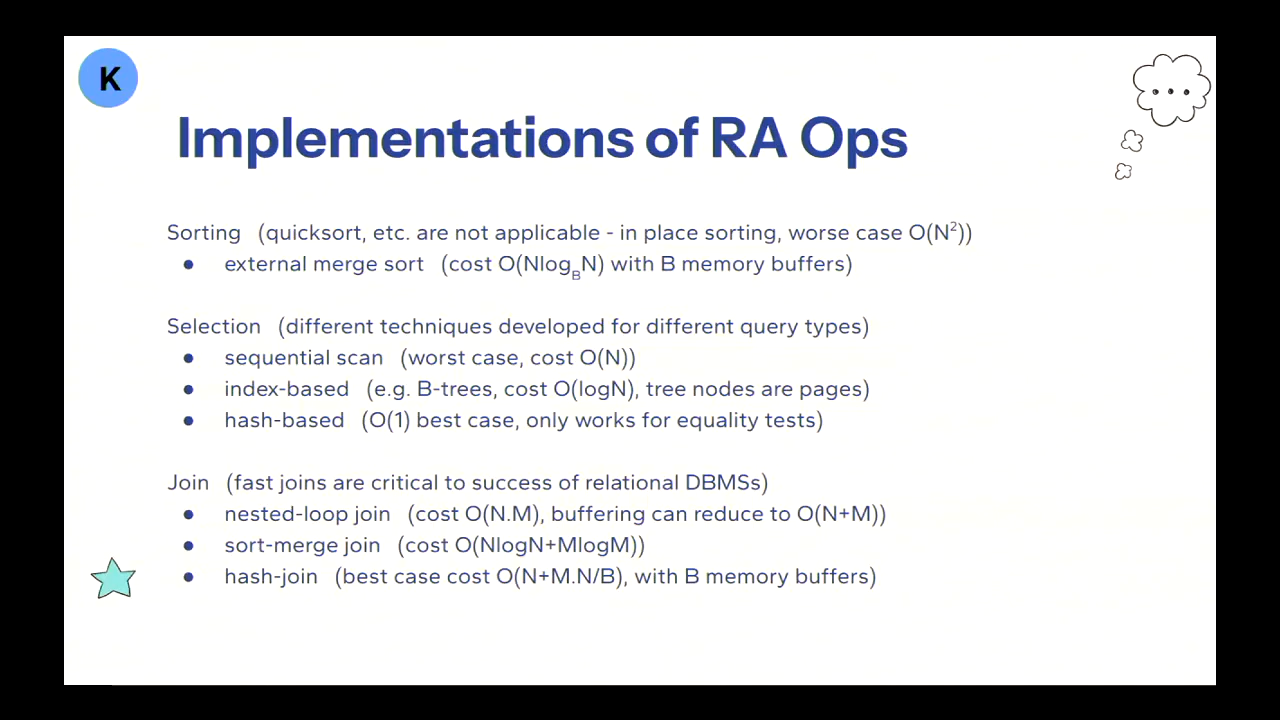 K
Implementations of RA Ops
Sorting (quicksort, etc. are not applicable - in place sorting, worse case O(N²))
● external merge sort (cost O(Nlog_BN) with B memory buffers)
Selection (different techniques developed for different query types)
● sequential scan (worst case, cost O(N))
● index-based (e.g. B-trees, cost O(logN), tree nodes are pages)
● hash-based (O(1) best case, only works for equality tests)
Join (fast joins are critical to success of relational DBMSs)
● nested-loop join (cost O(N.M), buffering can reduce to O(N+M))
● sort-merge join (cost O(NlogN+MlogM))
● hash-join (best case cost O(N+M.N/B), with B memory buffers)